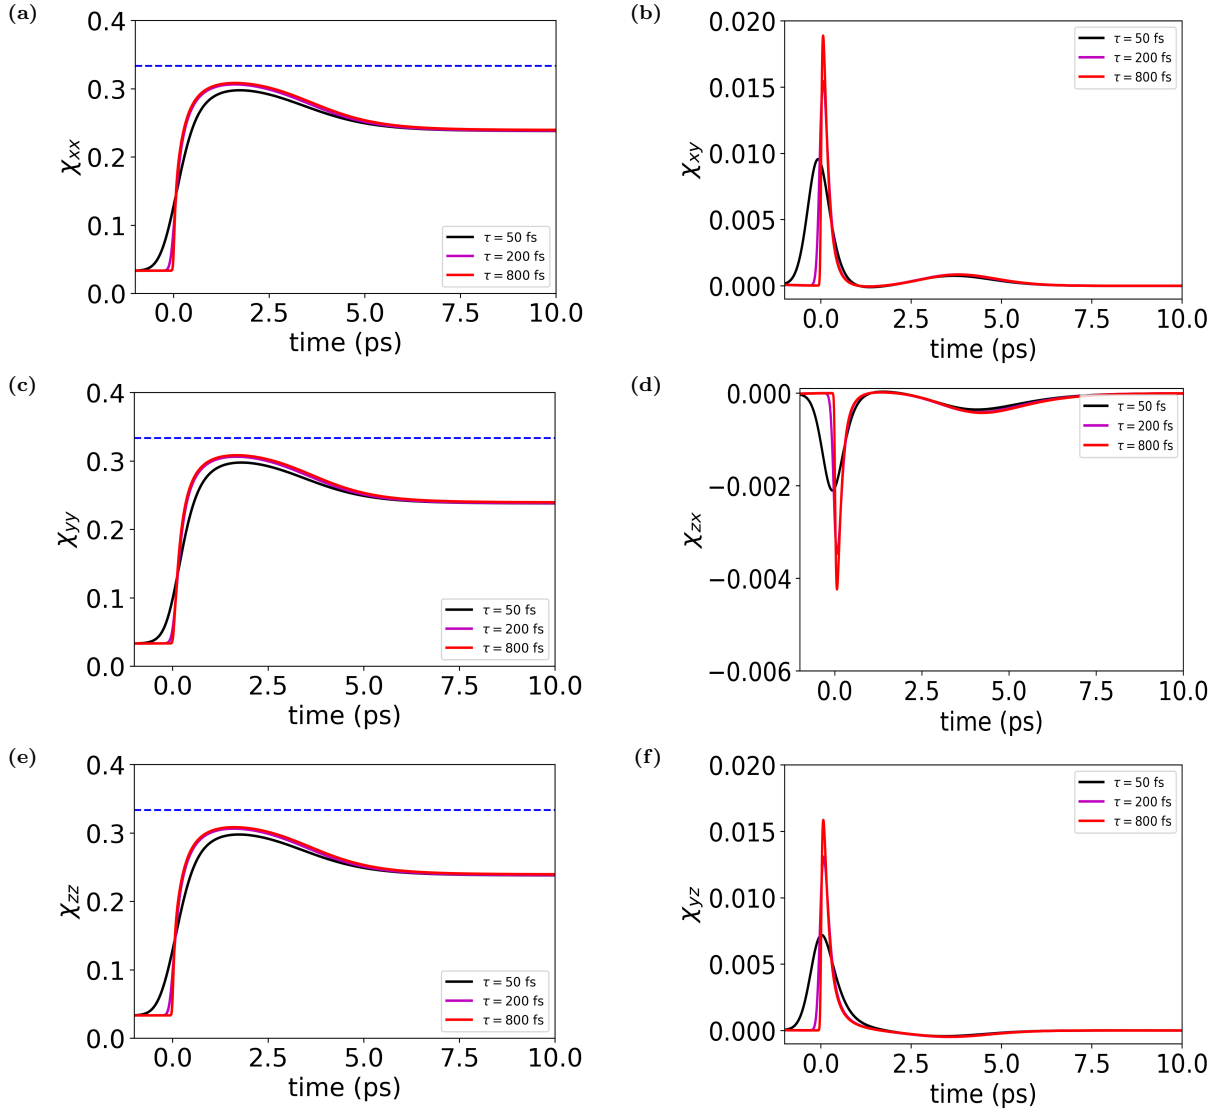 (a)
0.4
0.3
0.2
0.1
0.0
χxx
0.0 2.5 5.0 7.5 10.0
time (ps)
τ = 50 fs
τ = 200 fs
τ = 800 fs
(b)
0.020
0.015
0.010
0.005
0.000
χxy
0.0 2.5 5.0 7.5 10.0
time (ps)
τ = 50 fs
τ = 200 fs
τ = 800 fs
(c)
0.4
0.3
0.2
0.1
0.0
χyy
0.0 2.5 5.0 7.5 10.0
time (ps)
τ = 50 fs
τ = 200 fs
τ = 800 fs
(d)
0.000
−0.002
−0.004
−0.006
χzx
0.0 2.5 5.0 7.5 10.0
time (ps)
τ = 50 fs
τ = 200 fs
τ = 800 fs
(e)
0.4
0.3
0.2
0.1
0.0
χzz
0.0 2.5 5.0 7.5 10.0
time (ps)
τ = 50 fs
τ = 200 fs
τ = 800 fs
(f)
0.020
0.015
0.010
0.005
0.000
χyz
0.0 2.5 5.0 7.5 10.0
time (ps)
τ = 50 fs
τ = 200 fs
τ = 800 fs